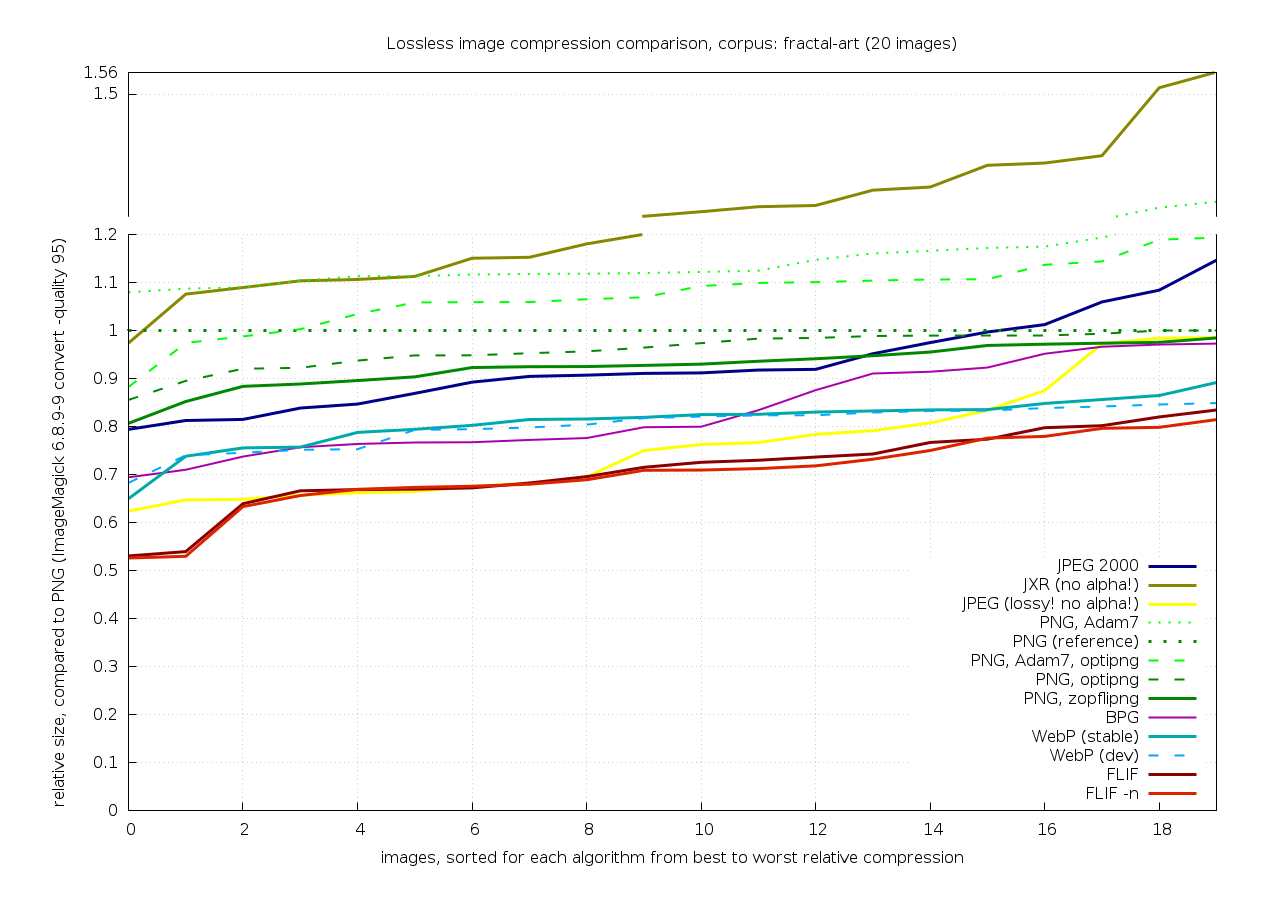 Lossless image compression comparison, corpus: fractal-art (20 images)
1.56
1.5
1.2
1.1
1
0.9
0.8
0.7
0.6
0.5
0.4
0.3
0.2
0.1
0
relative size, compared to PNG (ImageMagick 6.8.9-9 convert -quality 95)
JPEG 2000
JXR (no alpha!)
JPEG (lossy! no alpha!)
PNG, Adam7
PNG (reference)
PNG, Adam7, optipng
PNG, optipng
PNG, zopflipng
BPG
WebP (stable)
WebP (dev)
FLIF
FLIF -n
0 2 4 6 8 10 12 14 16 18
images, sorted for each algorithm from best to worst relative compression